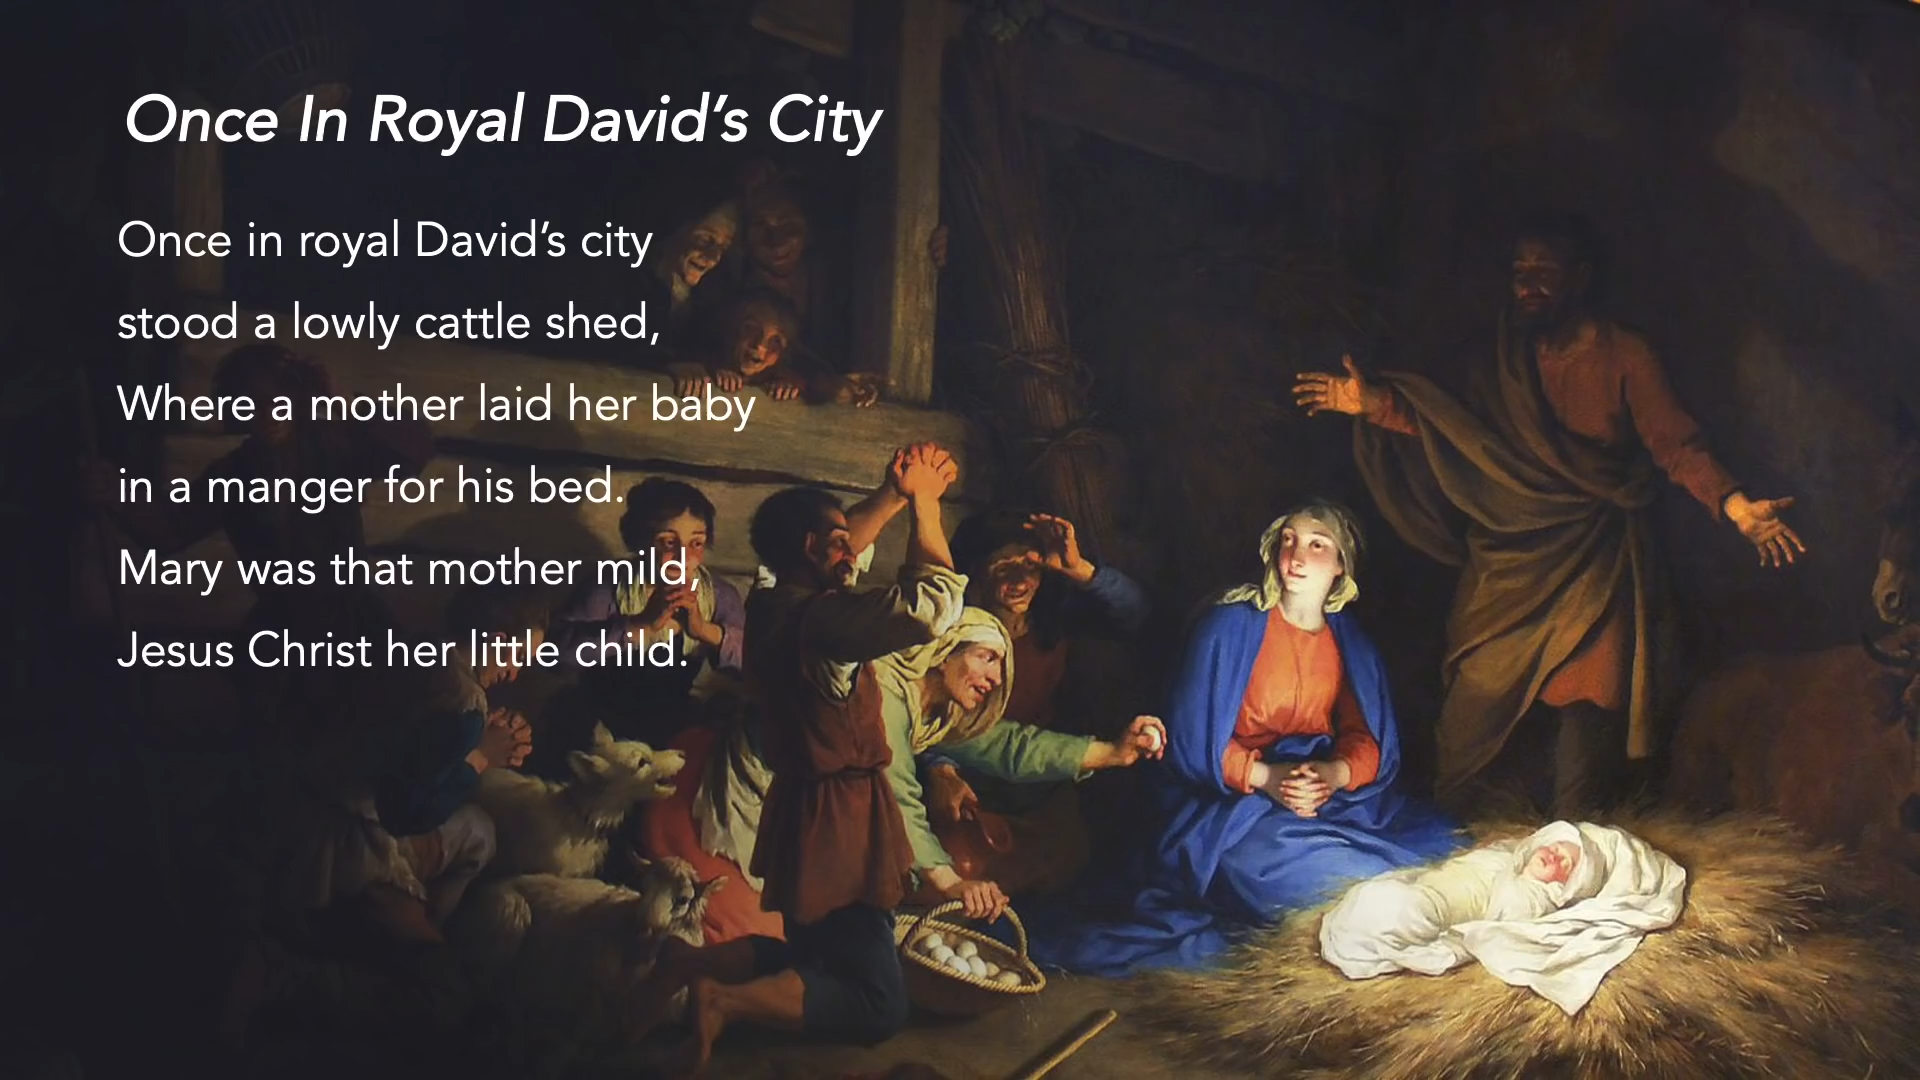 Once In Royal David’s City
Once in royal David’s city
stood a lowly cattle shed,
Where a mother laid her baby
in a manger for his bed.
Mary was that mother mild,
Jesus Christ her little child.